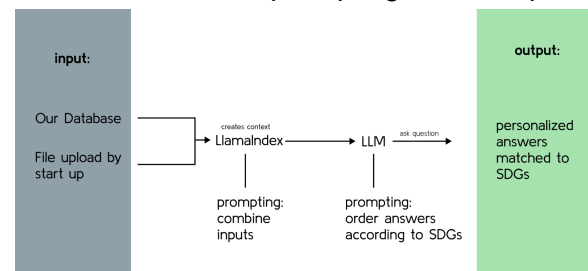 input:
Our Database
File upload by
start up
creates context
LlamaIndex
prompting:
combine
inputs
LLM
prompting:
order answers
according to SDGs
ask question
output:
personalized
answers
matched to
SDGs